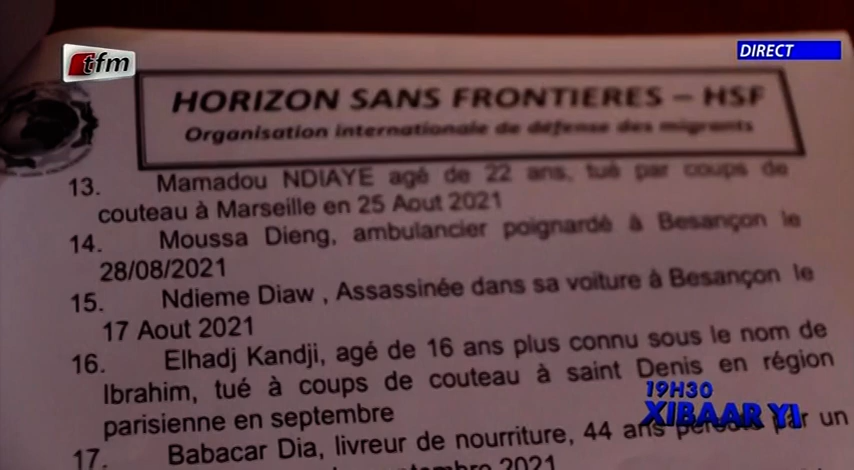 tfm
DIRECT
HORIZON SANS FRONTIERES – HSF
Organisation internationale de défense des migrants
13. Mamadou NDIAYE agé de 22 ans, tué par coups de
couteau à Marseille en 25 Aout 2021
14. Moussa Dieng, ambulancier poignardé à Besançon le
28/08/2021
15. Ndieme Diaw , Assassinée dans sa voiture à Besançon le
17 Aout 2021
16. Elhadj Kandji, agé de 16 ans plus connu sous le nom de
Ibrahim, tué à coups de couteau à saint Denis en région
parisienne en septembre
19H30
XIBAAR YI
17. Babacar Dia, livreur de nourriture, 44 ans par un
2021